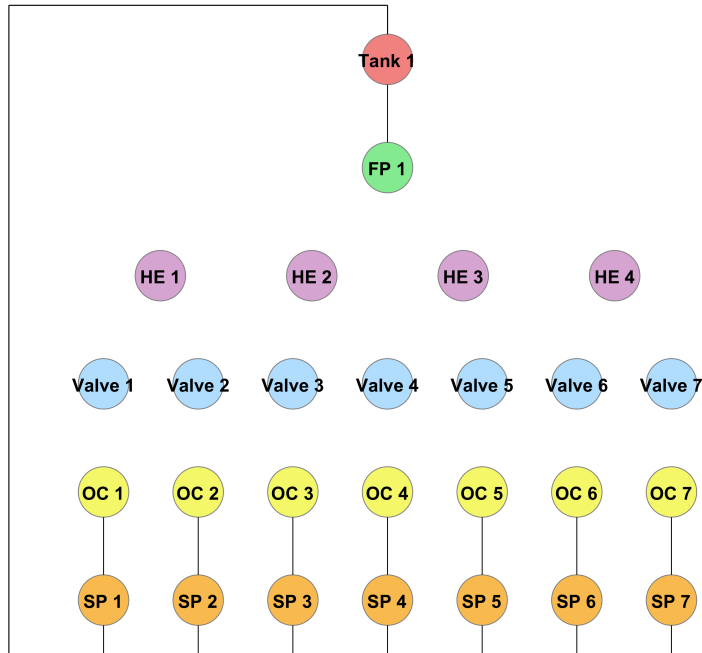 Tank 1
FP 1
HE 1 HE 2 HE 3 HE 4
Valve 1 Valve 2 Valve 3 Valve 4 Valve 5 Valve 6 Valve 7
OC 1 OC 2 OC 3 OC 4 OC 5 OC 6 OC 7
SP 1 SP 2 SP 3 SP 4 SP 5 SP 6 SP 7